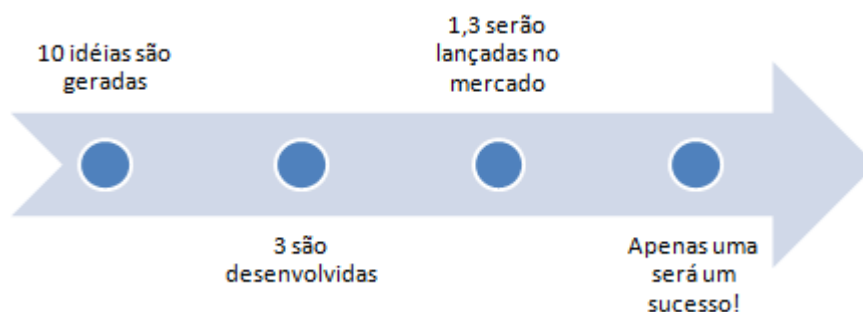 10 idéias são
geradas
3 são
desenvolvidas
1,3 serão
lançadas no
mercado
Apenas uma
será um
sucesso!